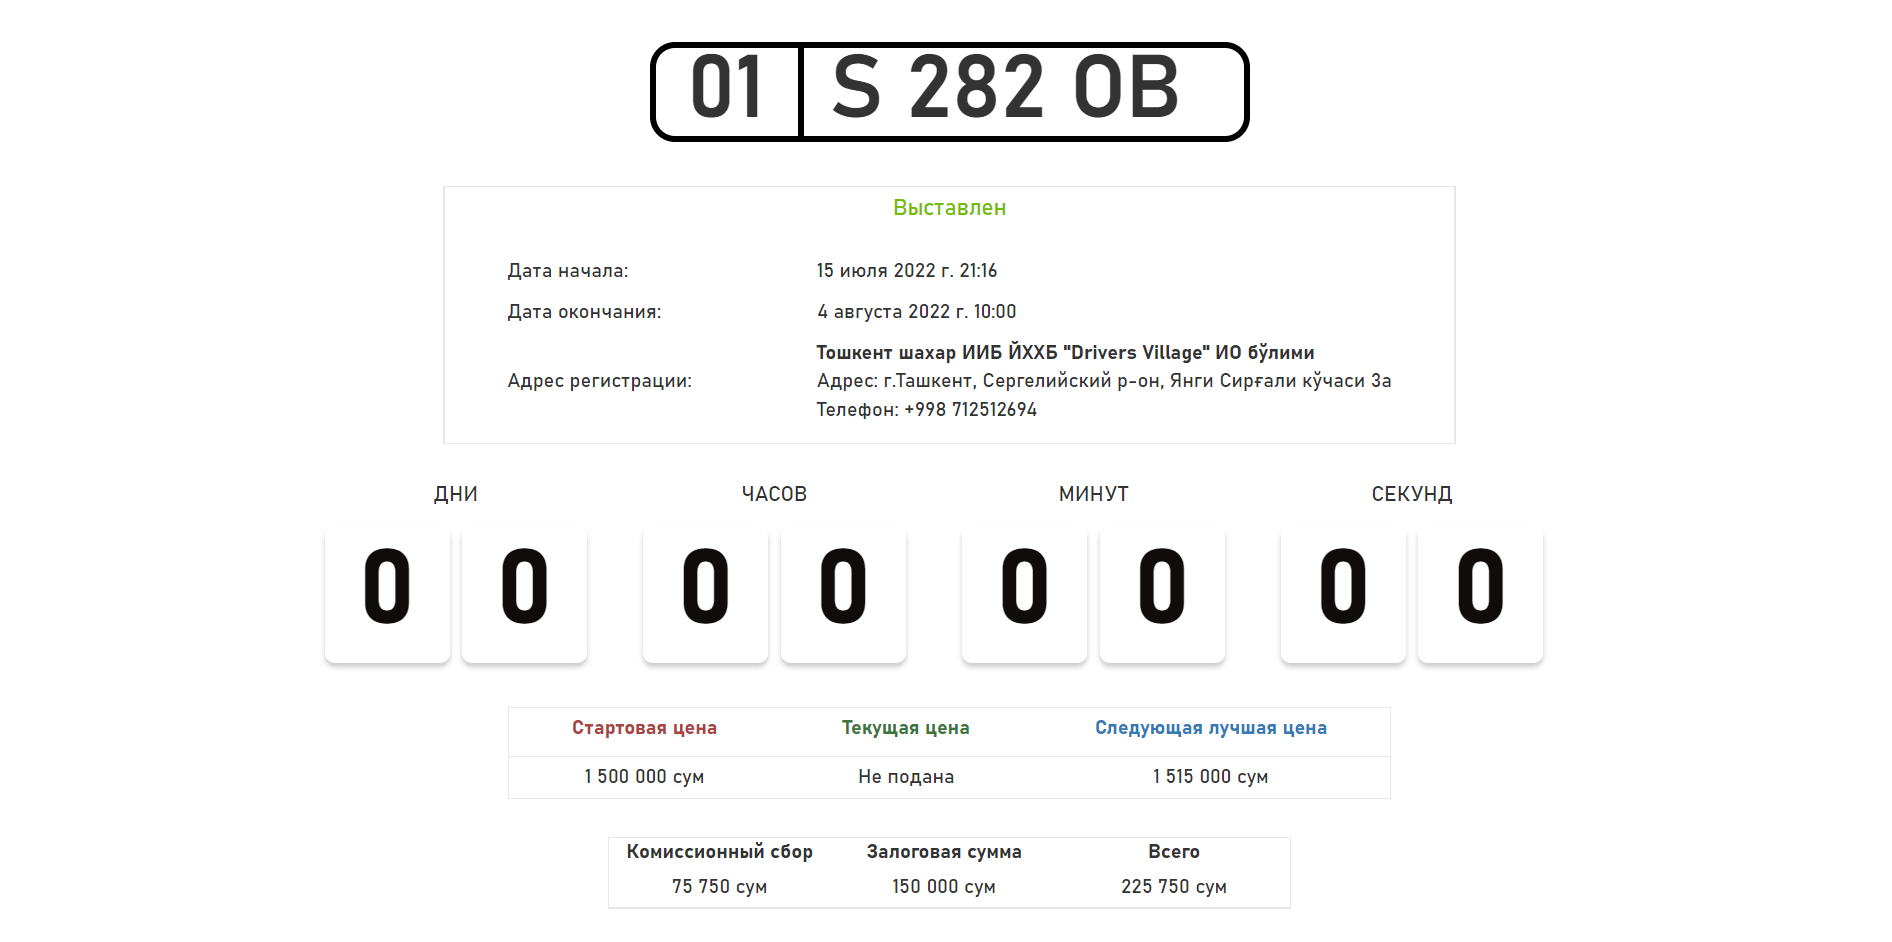 01 S 282 OB
Выставлен
Дата начала: 15 июля 2022 г. 21:16
Дата окончания: 4 августа 2022 г. 10:00
Тошкент шахар ИИБ ЙХХБ "Drivers Village" ИО бўлими
Адрес регистрации: Адрес: г.Ташкент, Сергелийский р-он, Янги Сирғали кўчаси 3а
Телефон: +998 712512694
ДНИ ЧАСОВ МИНУТ СЕКУНД
0 0 0 0 0 0 0 0
Стартовая цена Текущая цена Следующая лучшая цена
1 500 000 сум Не подана 1 515 000 сум
Комиссионный сбор Залоговая сумма Всего
75 750 сум 150 000 сум 225 750 сум